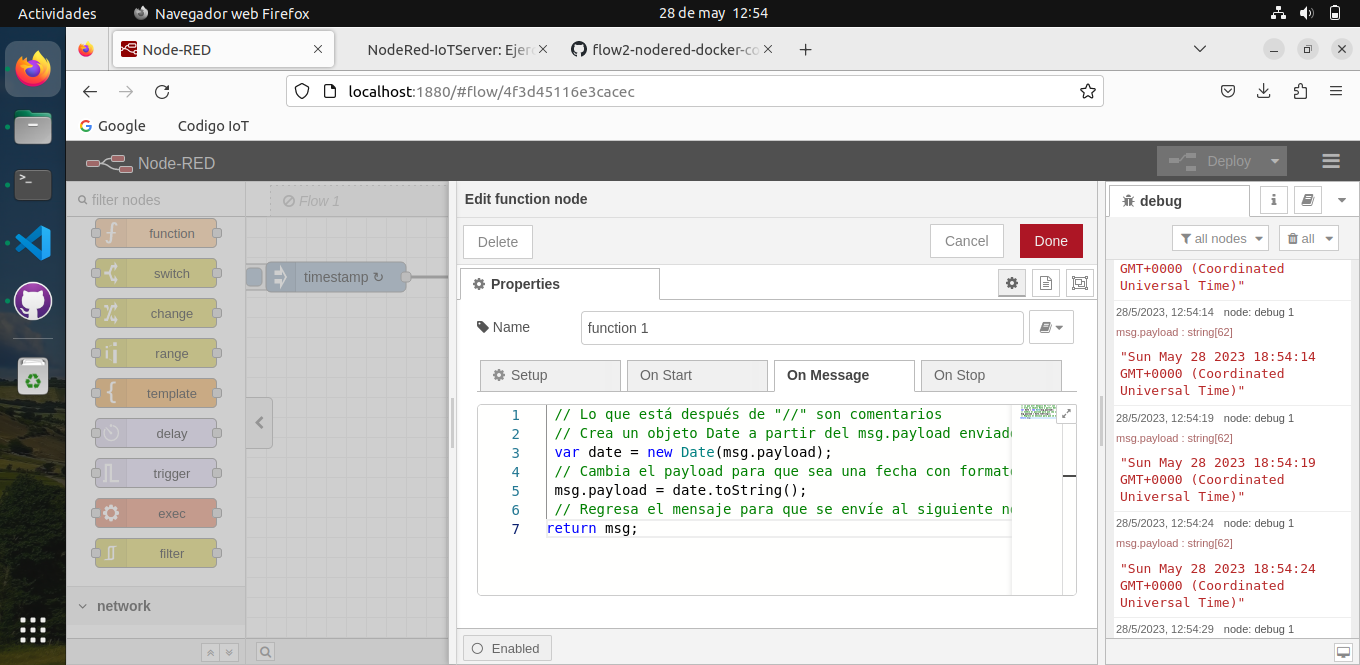 Actividades
Navegador web Firefox
28 de may 12:54
Node-RED
NodeRed-IoTServer: Ejer
flow2-nodered-docker-co
localhost:1880/#flow/4f3d45116e3cacec
Google
Codigo IoT
Node-RED
Deploy
filter nodes
function
switch
change
range
template
delay
trigger
exec
filter
network
Flow 1
timestamp ↻
Edit function node
Delete
Cancel
Done
Properties
Name
function 1
Setup
On Start
On Message
On Stop
1 // Lo que está después de "//" son comentarios
2 // Crea un objeto Date a partir del msg.payload enviado
3 var date = new Date(msg.payload);
4 // Cambia el payload para que sea una fecha con formato
5 msg.payload = date.toString();
6 // Regresa el mensaje para que se envíe al siguiente no
7 return msg;
Enabled
debug
i
all nodes
all
GMT+0000 (Coordinated
Universal Time)"
28/5/2023, 12:54:14 node: debug 1
msg.payload : string[62]
"Sun May 28 2023 18:54:14
GMT+0000 (Coordinated
Universal Time)"
28/5/2023, 12:54:19 node: debug 1
msg.payload : string[62]
"Sun May 28 2023 18:54:19
GMT+0000 (Coordinated
Universal Time)"
28/5/2023, 12:54:24 node: debug 1
msg.payload : string[62]
"Sun May 28 2023 18:54:24
GMT+0000 (Coordinated
Universal Time)"
28/5/2023, 12:54:29 node: debug 1